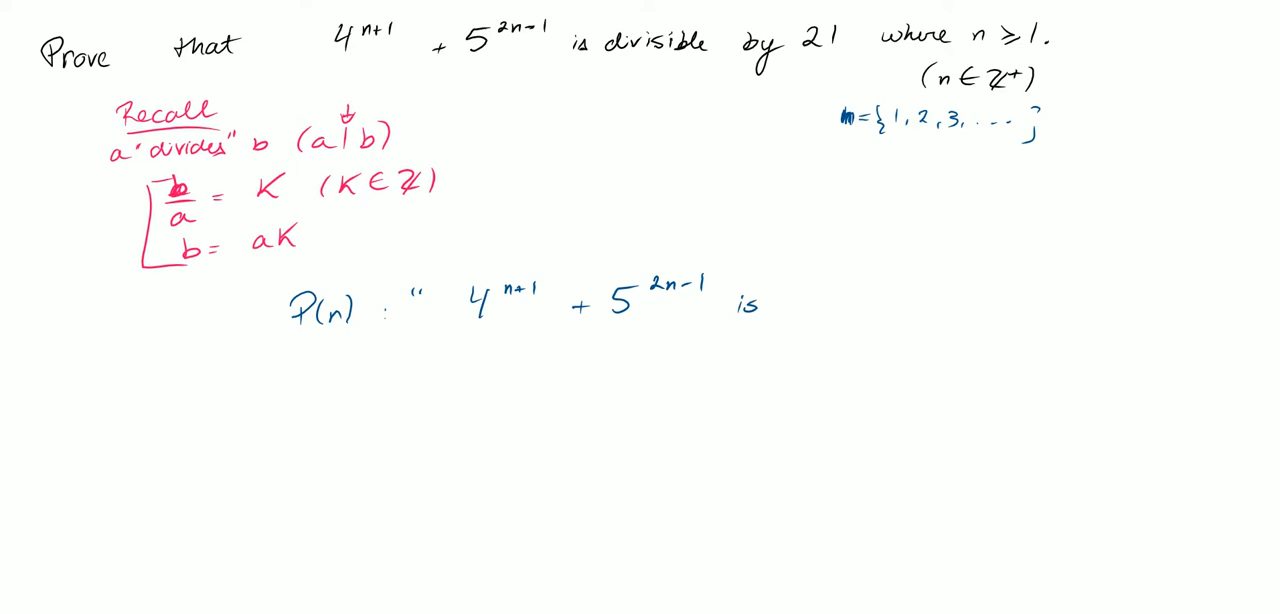 Prove that 4^{n+1} + 5^{2n-1} is divisible by 21 where n ≥ 1.
(n ∈ ℤ⁺)
n = {1, 2, 3, .... }
Recall
a "divides" b (a | b)
b/a = K (K ∈ ℤ)
b = aK
P(n) : " 4^{n+1} + 5^{2n-1} is